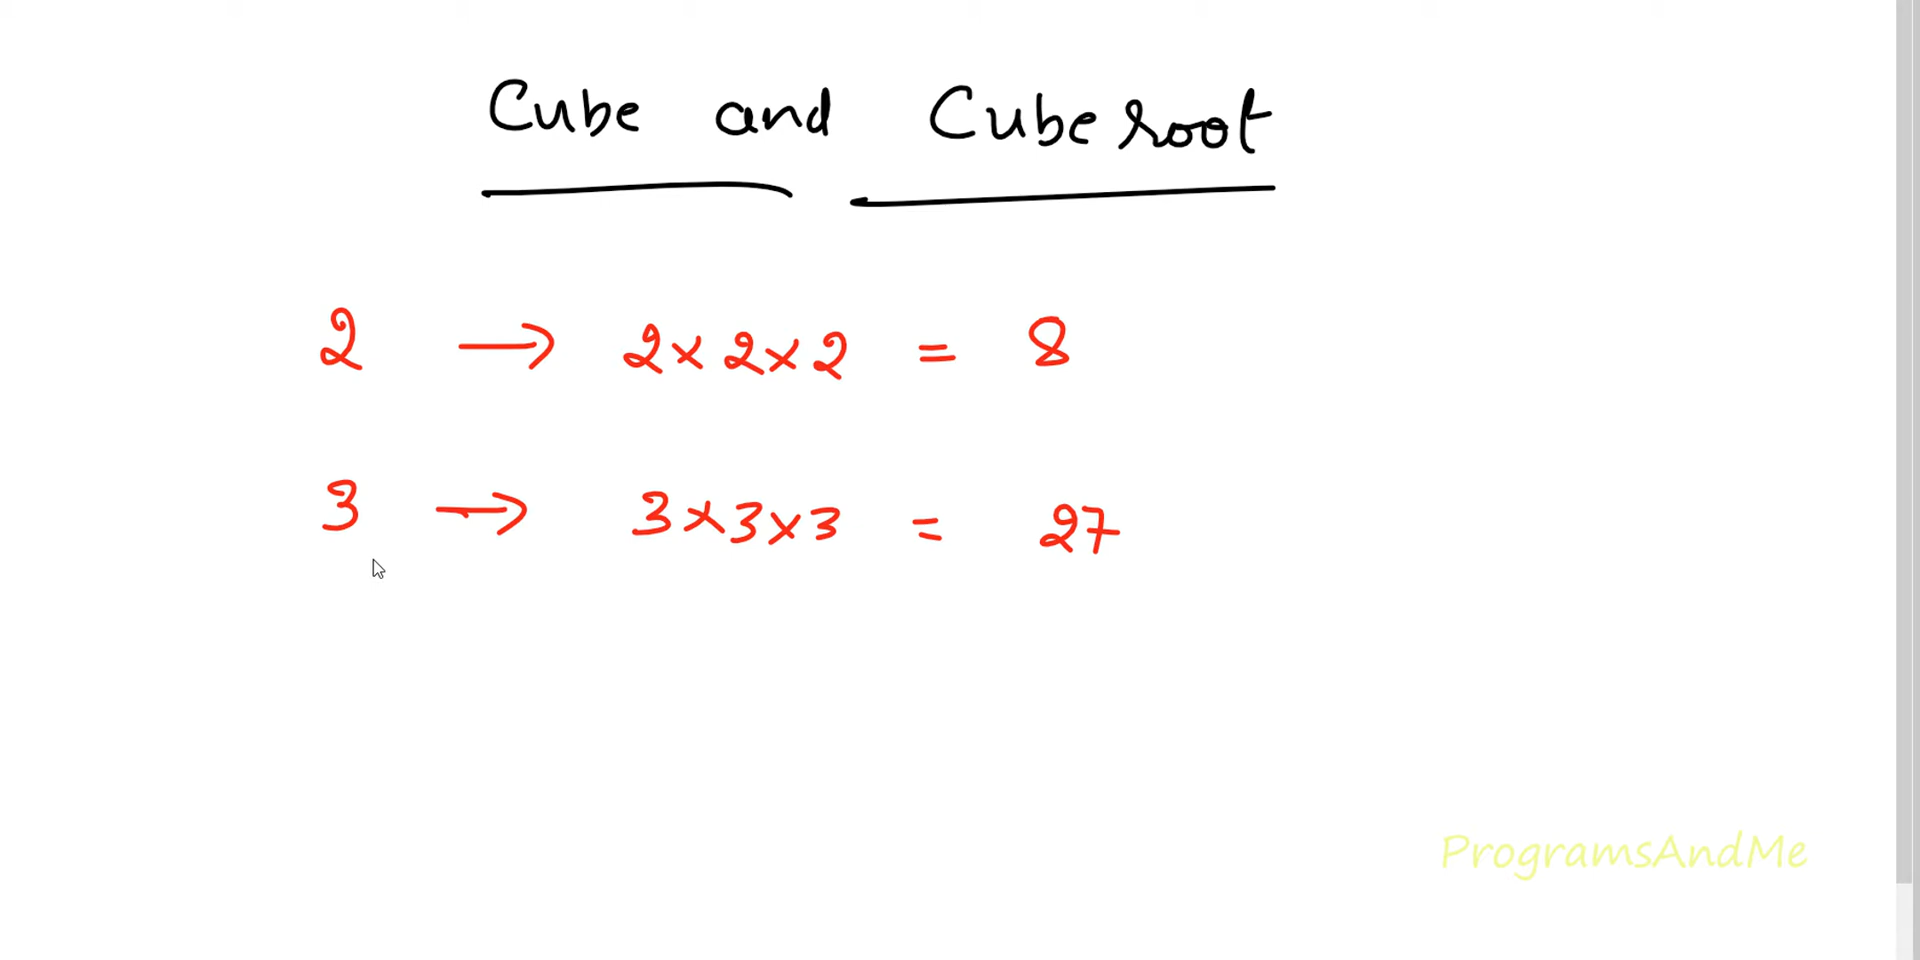 Cube and Cube root
2 → 2 × 2 × 2 = 8
3 → 3 × 3 × 3 = 27
ProgramsAndMe